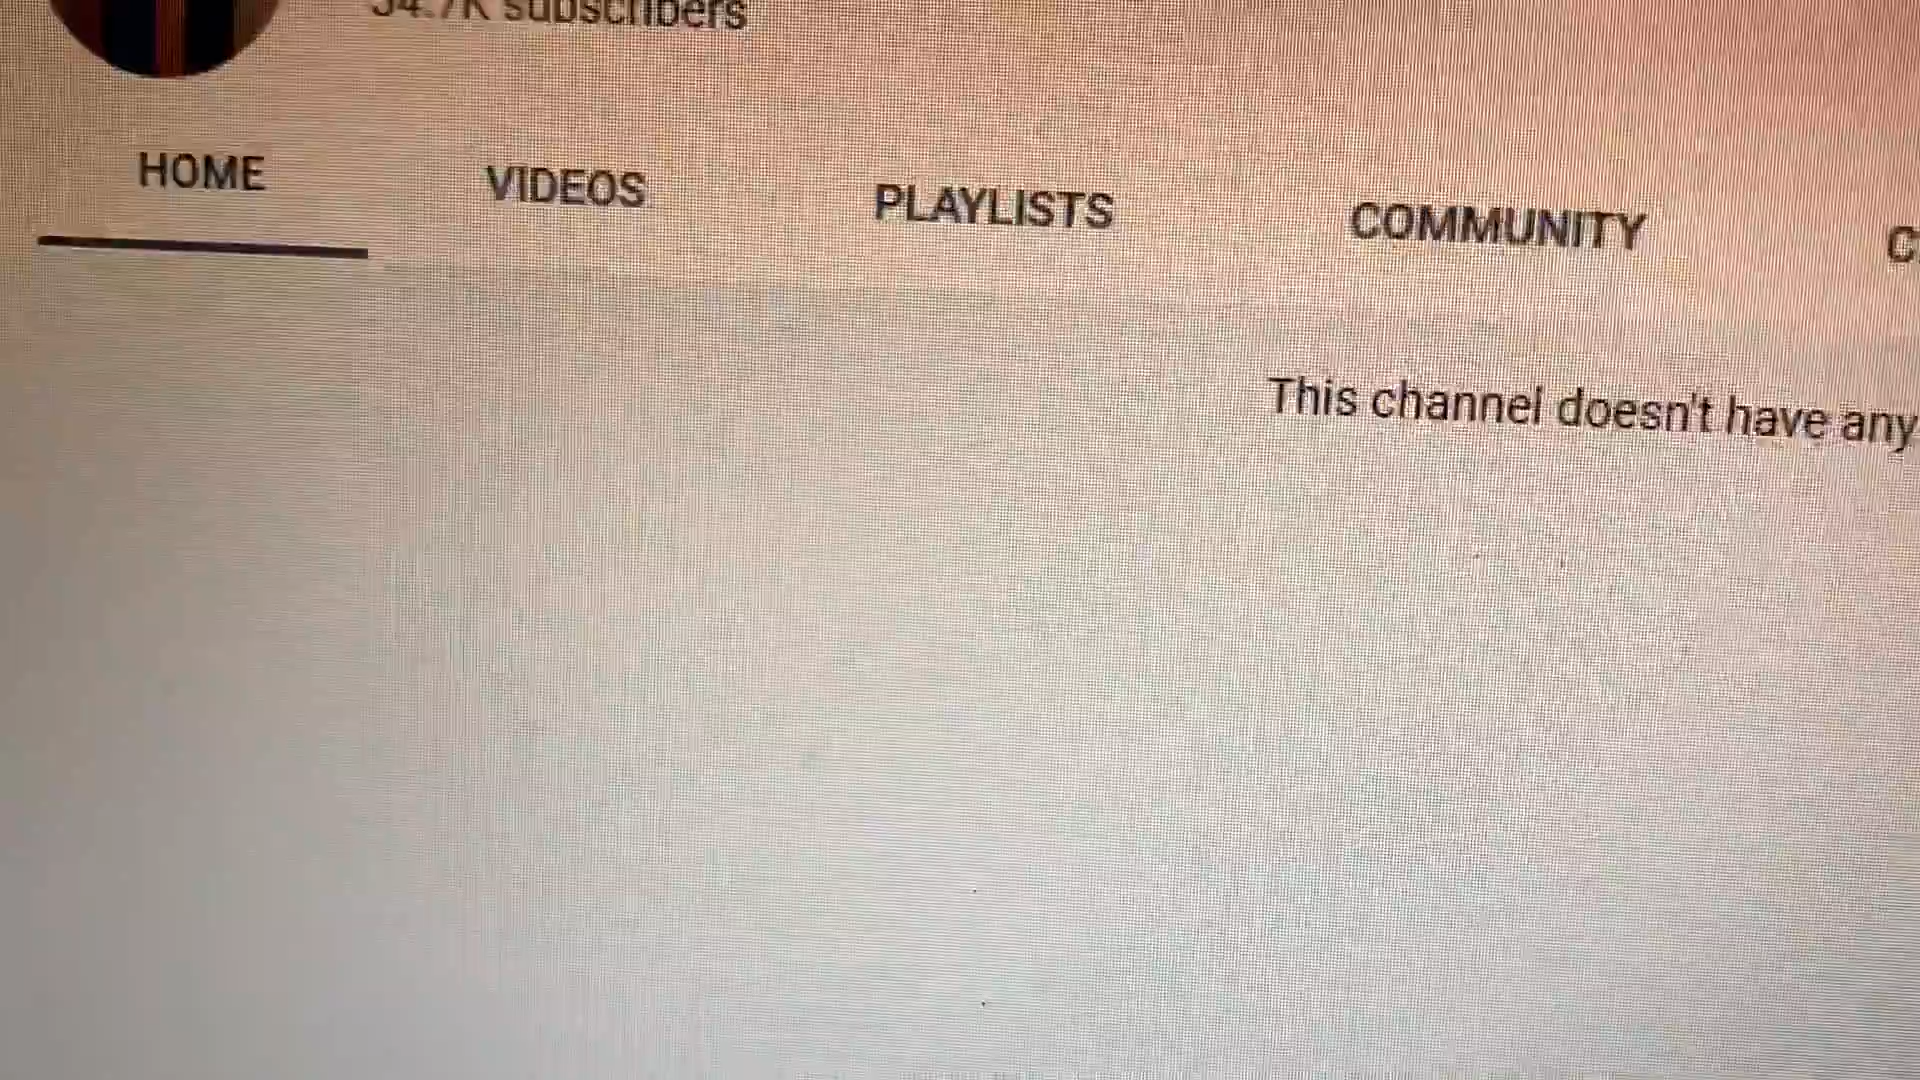 subscribers
HOME VIDEOS PLAYLISTS COMMUNITY
This channel doesn't have any